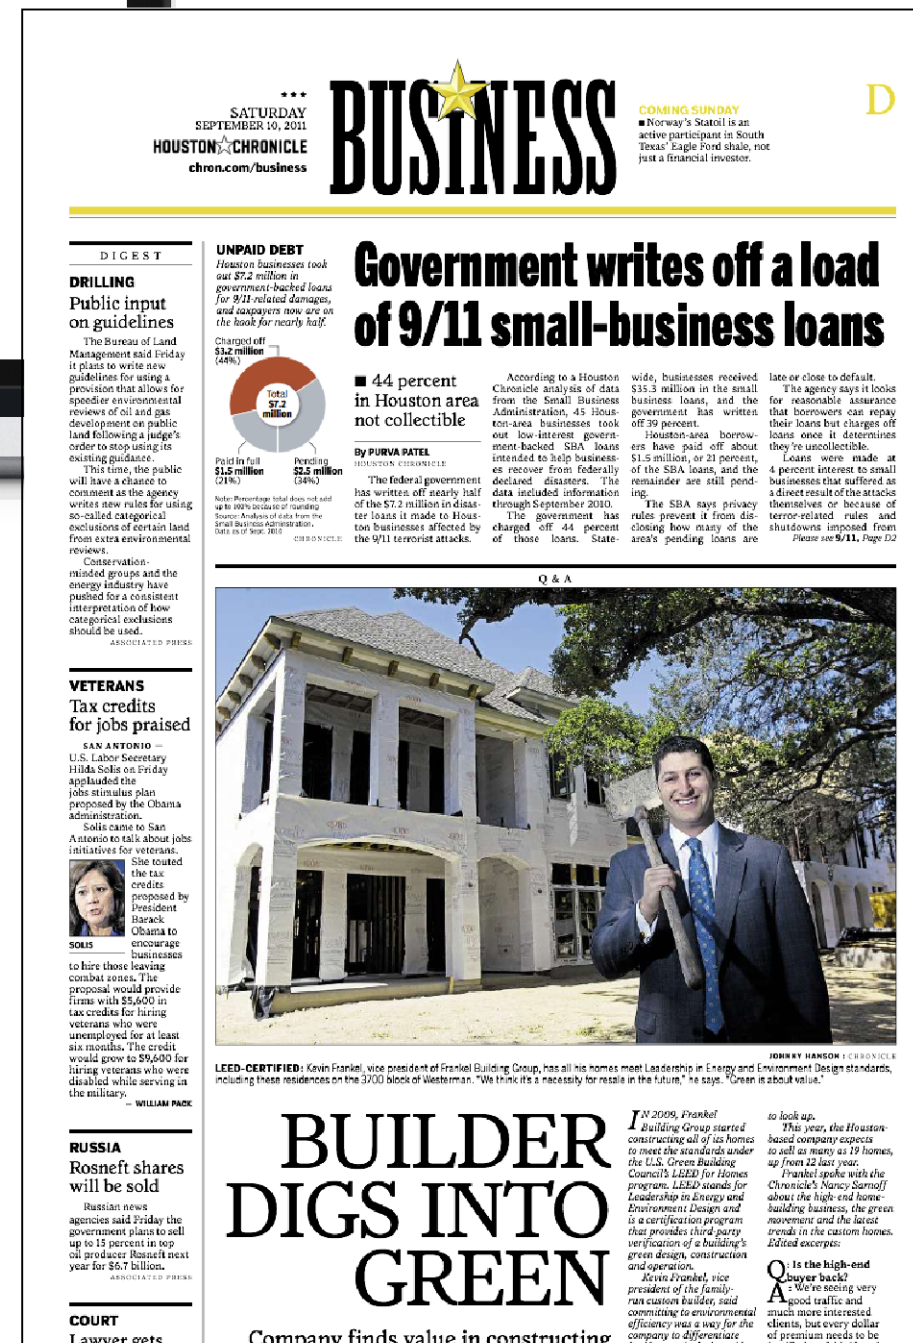 ★★★
SATURDAY
SEPTEMBER 10, 2011
HOUSTON CHRONICLE
chron.com/business
BUSINESS
COMING SUNDAY
■ Norway's Statoil is an
active participant in South
Texas' Eagle Ford shale, not
just a financial investor.
D
DIGEST
DRILLING
Public input
on guidelines
The Bureau of Land
Management said Friday
it plans to write new
guidelines for using a
provision that allows for
speedier environmental
reviews of oil and gas
development on public
land following a judge's
order to stop using its
existing guidance.
This time, the public
will have a chance to
comment as the agency
writes new rules for using
so-called categorical
exclusions of certain land
from extra environmental
reviews.
Conservation-
minded groups and the
energy industry have
pushed for a consistent
interpretation of how
categorical exclusions
should be used.
ASSOCIATED PRESS
VETERANS
Tax credits
for jobs praised
SAN ANTONIO —
U.S. Labor Secretary
Hilda Solis on Friday
applauded the
jobs stimulus plan
proposed by the Obama
administration.
Solis came to San
Antonio to talk about jobs
initiatives for veterans.
She touted
the tax
credits
proposed by
President
Barack
Obama to
encourage
businesses
SOLIS
to hire those leaving
combat zones. The
proposal would provide
firms with $5,600 in
tax credits for hiring
veterans who were
unemployed for at least
six months. The credit
would grow to $9,600 for
hiring veterans who were
disabled while serving in
the military.
— WILLIAM PACK
RUSSIA
Rosneft shares
will be sold
Russian news
agencies said Friday the
government plans to sell
up to 15 percent in top
oil producer Rosneft next
year for $6.7 billion.
ASSOCIATED PRESS
COURT
Lawyer gets
UNPAID DEBT
Houston businesses took
out $7.2 million in
government-backed loans
for 9/11-related damages,
and taxpayers now are on
the hook for nearly half.
Charged off
$3.2 million
(44%)
Total
$7.2
million
Paid in full
$1.5 million
(21%)
Pending
$2.5 million
(34%)
Note: Percentage total does not add
up to 100% because of rounding
Source: Analysis of data from the
Small Business Administration.
Data as of Sept. 2010
CHRONICLE
Government writes off a load
of 9/11 small-business loans
■ 44 percent
in Houston area
not collectible
By PURVA PATEL
HOUSTON CHRONICLE
The federal government
has written off nearly half
of the $7.2 million in disas-
ter loans it made to Hous-
ton businesses affected by
the 9/11 terrorist attacks.
According to a Houston
Chronicle analysis of data
from the Small Business
Administration, 45 Hous-
ton-area businesses took
out low-interest govern-
ment-backed SBA loans
intended to help business-
es recover from federally
declared disasters. The
data included information
through September 2010.
The government has
charged off 44 percent
of those loans. State-
wide, businesses received
$35.3 million in the small
business loans, and the
government has written
off 39 percent.
Houston-area borrow-
ers have paid off about
$1.5 million, or 21 percent,
of the SBA loans, and the
remainder are still pend-
ing.
The SBA says privacy
rules prevent it from dis-
closing how many of the
area's pending loans are
late or close to default.
The agency says it looks
for reasonable assurance
that borrowers can repay
their loans but charges off
loans once it determines
they're uncollectible.
Loans were made at
4 percent interest to small
businesses that suffered as
a direct result of the attacks
themselves or because of
terror-related rules and
shutdowns imposed from
Please see 9/11, Page D2
Q & A
JOHNNY HANSON : CHRONICLE
LEED-CERTIFIED: Kevin Frankel, vice president of Frankel Building Group, has all his homes meet Leadership in Energy and Environment Design standards,
including these residences on the 3700 block of Westerman. "We think it's a necessity for resale in the future," he says. "Green is about value."
BUILDER
DIGS INTO
GREEN
Company finds value in constructing
IN 2009, Frankel
Building Group started
constructing all of its homes
to meet the standards under
the U.S. Green Building
Council's LEED for Homes
program. LEED stands for
Leadership in Energy and
Environment Design and
is a certification program
that provides third-party
verification of a building's
green design, construction
and operation.
Kevin Frankel, vice
president of the family-
run custom builder, said
committing to environmental
efficiency was a way for the
company to differentiate
to look up.
This year, the Houston-
based company expects
to sell as many as 19 homes,
up from 12 last year.
Frankel spoke with the
Chronicle's Nancy Sarnoff
about the high-end home-
building business, the green
movement and the latest
trends in the custom homes.
Edited excerpts:
Q: Is the high-end
buyer back?
A: We're seeing very
good traffic and
much more interested
clients, but every dollar
of premium needs to be